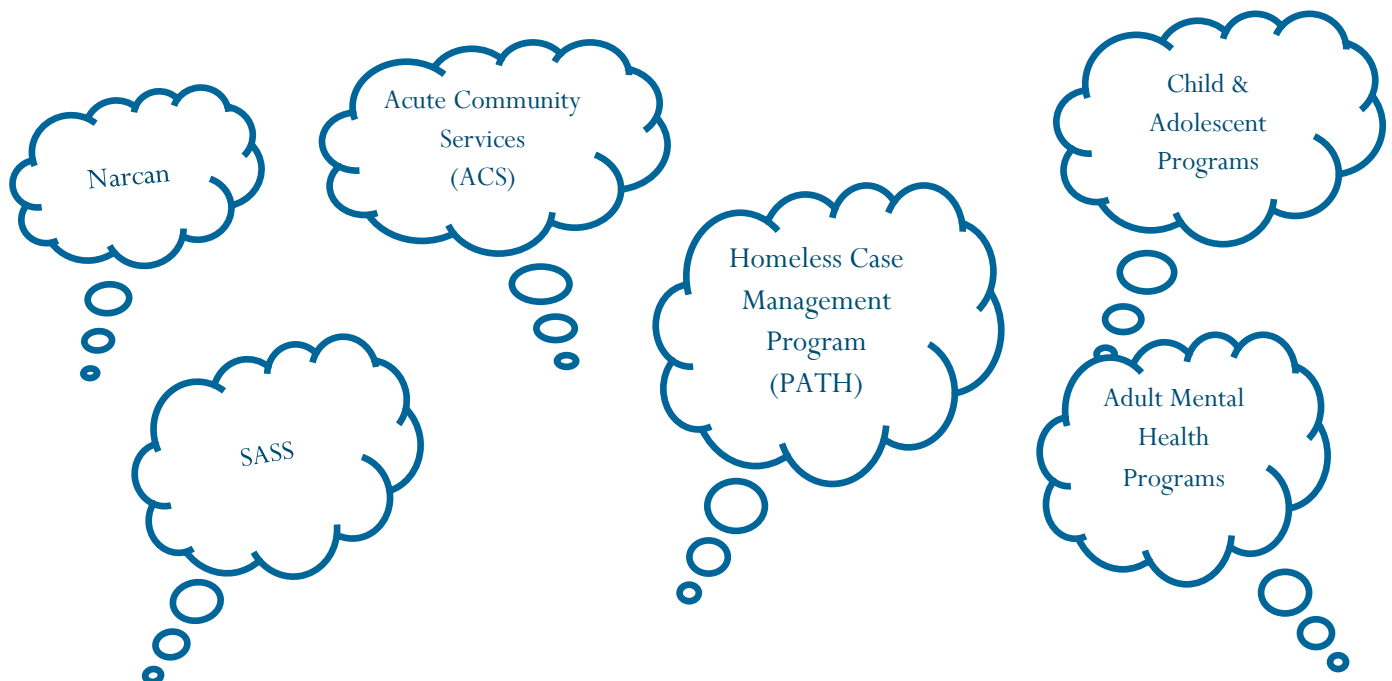 Narcan
Acute Community
Services
(ACS)
Child &
Adolescent
Programs
Homeless Case
Management
Program
(PATH)
SASS
Adult Mental
Health
Programs